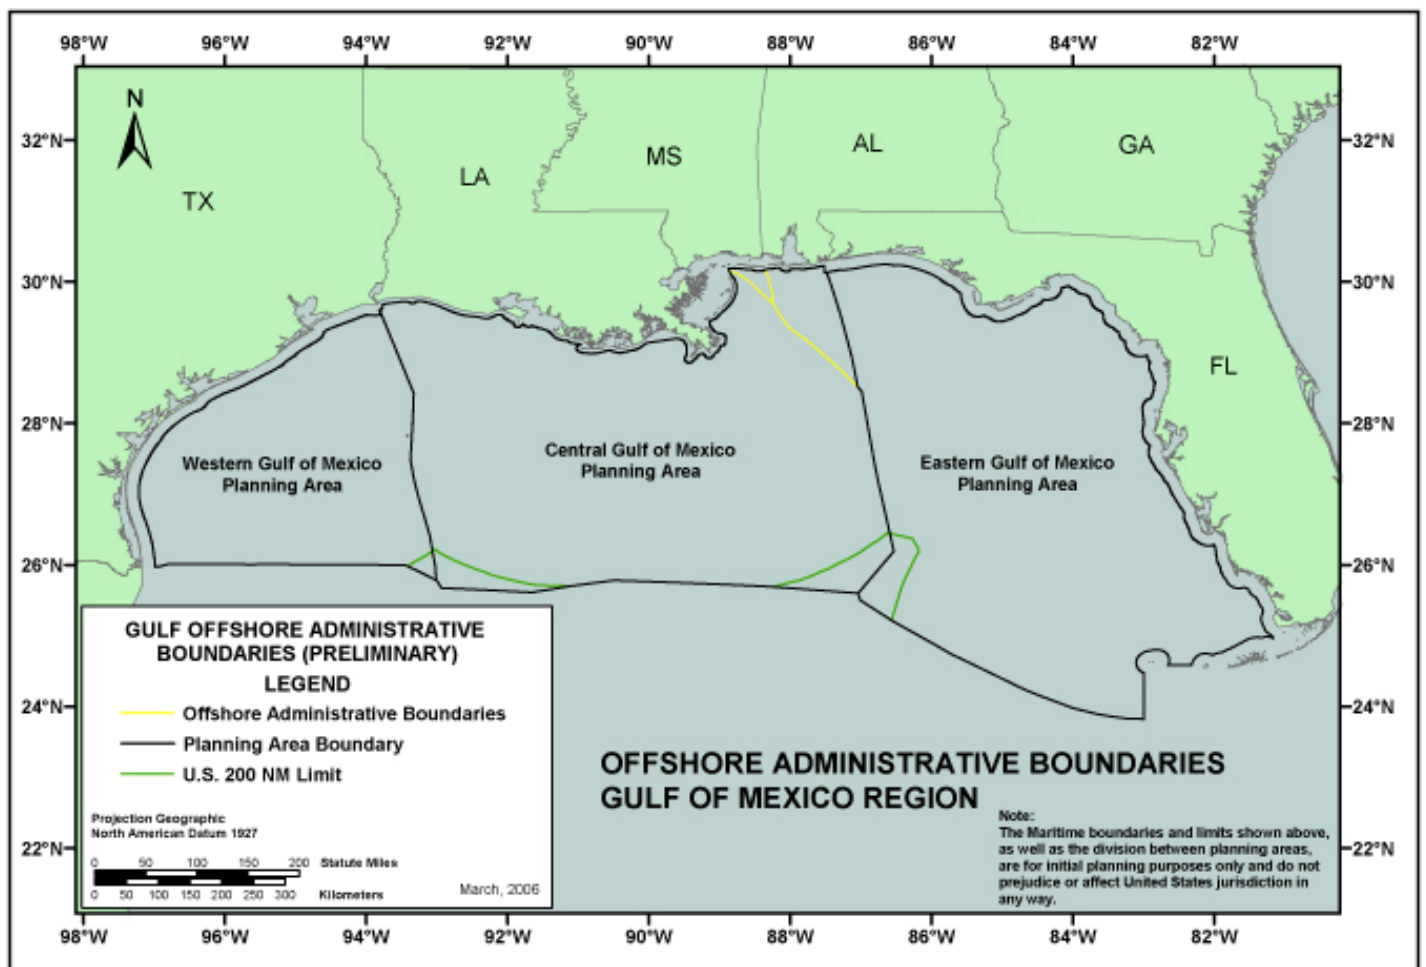 98°W 96°W 94°W 92°W 90°W 88°W 86°W 84°W 82°W
N
32°N 32°N
TX LA MS AL GA
30°N 30°N
FL
28°N 28°N
Western Gulf of Mexico
Planning Area
Central Gulf of Mexico
Planning Area
Eastern Gulf of Mexico
Planning Area
26°N 26°N
GULF OFFSHORE ADMINISTRATIVE
BOUNDARIES (PRELIMINARY)
LEGEND
Offshore Administrative Boundaries
Planning Area Boundary
U.S. 200 NM Limit
Projection Geographic
North American Datum 1927
0 50 100 150 200 Statute Miles
0 50 100 150 200 250 300 Kilometers
March, 2006
24°N 24°N
OFFSHORE ADMINISTRATIVE BOUNDARIES
GULF OF MEXICO REGION
Note:
The Maritime boundaries and limits shown above,
as well as the division between planning areas,
are for initial planning purposes only and do not
prejudice or affect United States jurisdiction in
any way.
22°N 22°N
98°W 96°W 94°W 92°W 90°W 88°W 86°W 84°W 82°W